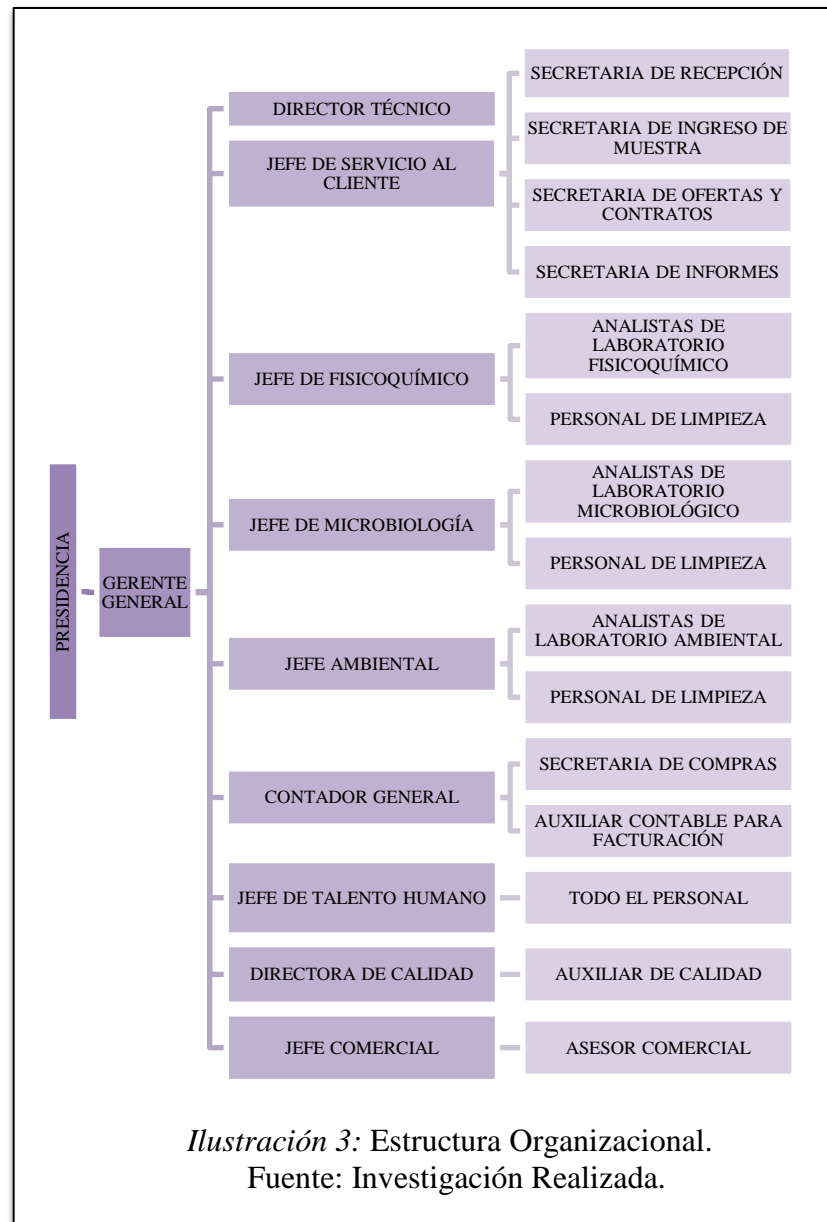 PRESIDENCIA
GERENTE
GENERAL
DIRECTOR TÉCNICO
JEFE DE SERVICIO AL
CLIENTE
SECRETARIA DE RECEPCIÓN
SECRETARIA DE INGRESO DE
MUESTRA
SECRETARIA DE OFERTAS Y
CONTRATOS
SECRETARIA DE INFORMES
JEFE DE FISICOQUÍMICO
ANALISTAS DE
LABORATORIO
FISICOQUÍMICO
PERSONAL DE LIMPIEZA
JEFE DE MICROBIOLOGÍA
ANALISTAS DE
LABORATORIO
MICROBIOLÓGICO
PERSONAL DE LIMPIEZA
JEFE AMBIENTAL
ANALISTAS DE
LABORATORIO AMBIENTAL
PERSONAL DE LIMPIEZA
CONTADOR GENERAL
SECRETARIA DE COMPRAS
AUXILIAR CONTABLE PARA
FACTURACIÓN
JEFE DE TALENTO HUMANO
TODO EL PERSONAL
DIRECTORA DE CALIDAD
AUXILIAR DE CALIDAD
JEFE COMERCIAL
ASESOR COMERCIAL
Ilustración 3: Estructura Organizacional.
Fuente: Investigación Realizada.